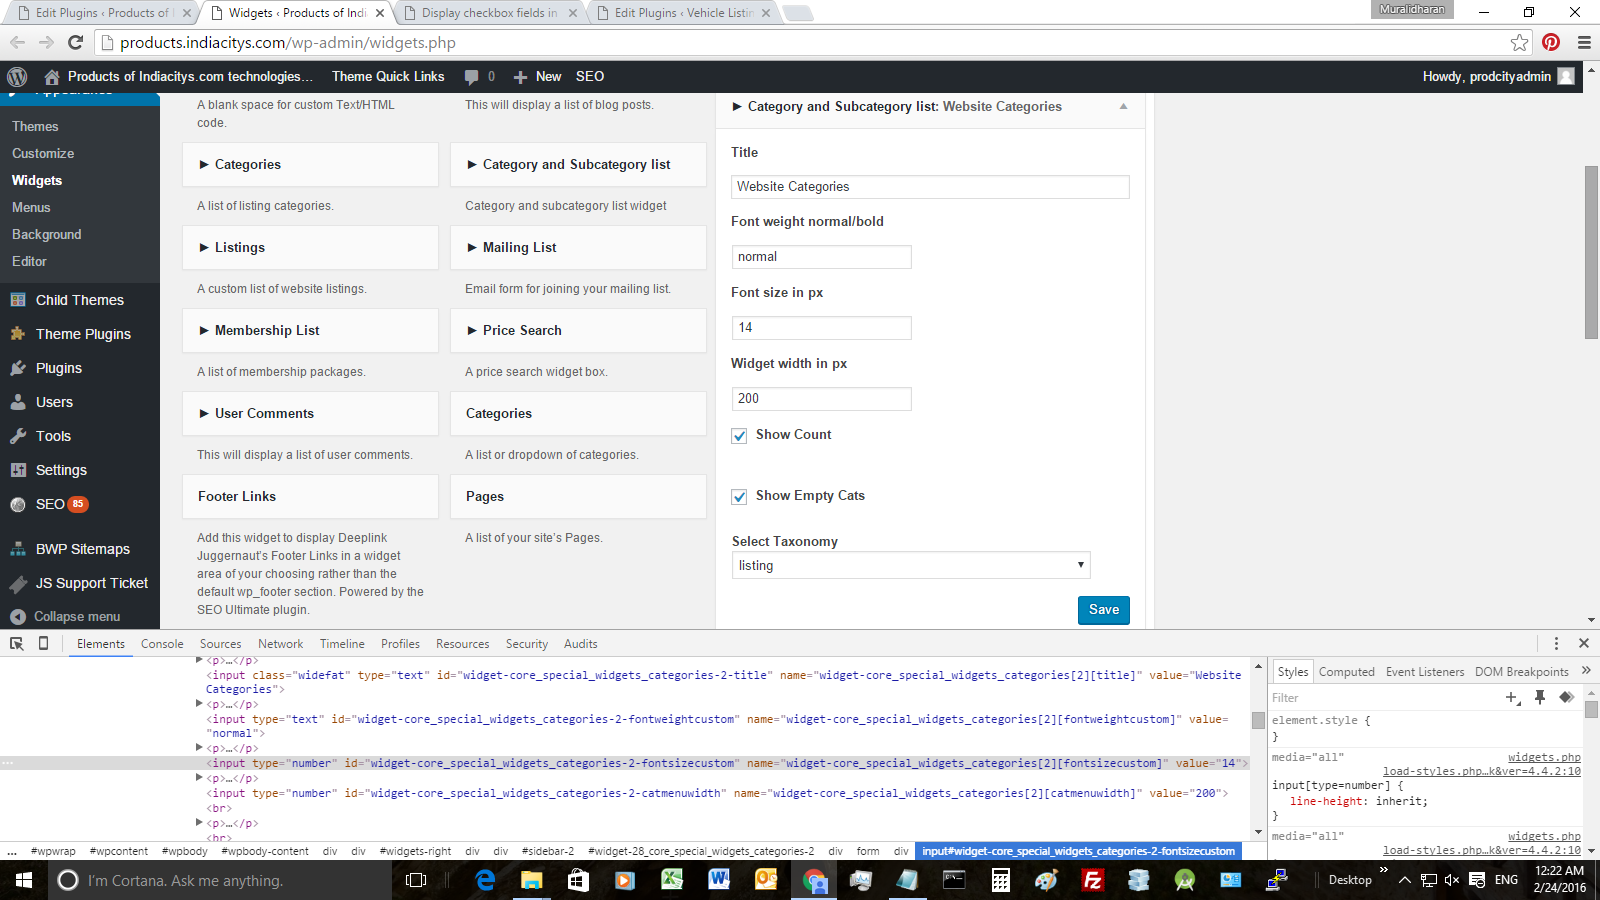 Edit Plugins ‹ Products of I
Widgets ‹ Products of Indi
Display checkbox fields in
Edit Plugins ‹ Vehicle Listin
Muralidharan
products.indiacitys.com/wp-admin/widgets.php
Products of Indiacitys.com technologies…
Theme Quick Links
0
New
SEO
Howdy, prodcityadmin
Appearance
Themes
Customize
Widgets
Menus
Background
Editor
Child Themes
Theme Plugins
Plugins
Users
Tools
Settings
SEO 85
BWP Sitemaps
JS Support Ticket
Collapse menu
A blank space for custom Text/HTML
code.
This will display a list of blog posts.
► Categories
► Category and Subcategory list
A list of listing categories.
Category and subcategory list widget
► Listings
► Mailing List
A custom list of website listings.
Email form for joining your mailing list.
► Membership List
► Price Search
A list of membership packages.
A price search widget box.
► User Comments
Categories
This will display a list of user comments.
A list or dropdown of categories.
Footer Links
Pages
Add this widget to display Deeplink
Juggernaut's Footer Links in a widget
area of your choosing rather than the
default wp_footer section. Powered by the
SEO Ultimate plugin.
A list of your site's Pages.
► Category and Subcategory list: Website Categories
Title
Website Categories
Font weight normal/bold
normal
Font size in px
14
Widget width in px
200
Show Count
Show Empty Cats
Select Taxonomy
listing
Save
Elements Console Sources Network Timeline Profiles Resources Security Audits
<p>…</p>
<input class="widefat" type="text" id="widget-core_special_widgets_categories-2-title" name="widget-core_special_widgets_categories[2][title]" value="Website
Categories">
<p>…</p>
<input type="text" id="widget-core_special_widgets_categories-2-fontweightcustom" name="widget-core_special_widgets_categories[2][fontweightcustom]" value=
"normal">
<p>…</p>
<input type="number" id="widget-core_special_widgets_categories-2-fontsizecustom" name="widget-core_special_widgets_categories[2][fontsizecustom]" value="14">
<p>…</p>
<input type="number" id="widget-core_special_widgets_categories-2-catmenuwidth" name="widget-core_special_widgets_categories[2][catmenuwidth]" value="200">
<br>
<p>…</p>
<br>
... #wpwrap #wpcontent #wpbody #wpbody-content div div #widgets-right div div #sidebar-2 #widget-28_core_special_widgets_categories-2 div form div input#widget-core_special_widgets_categories-2-fontsizecustom
Styles Computed Event Listeners DOM Breakpoints »
Filter
element.style {
}
media="all" widgets.php
load-styles.php…k&ver=4.4.2:10
input[type=number] {
line-height: inherit;
}
media="all" widgets.php
load-styles.php…k&ver=4.4.2:10
I'm Cortana. Ask me anything.
Desktop »
ENG
12:22 AM
2/24/2016